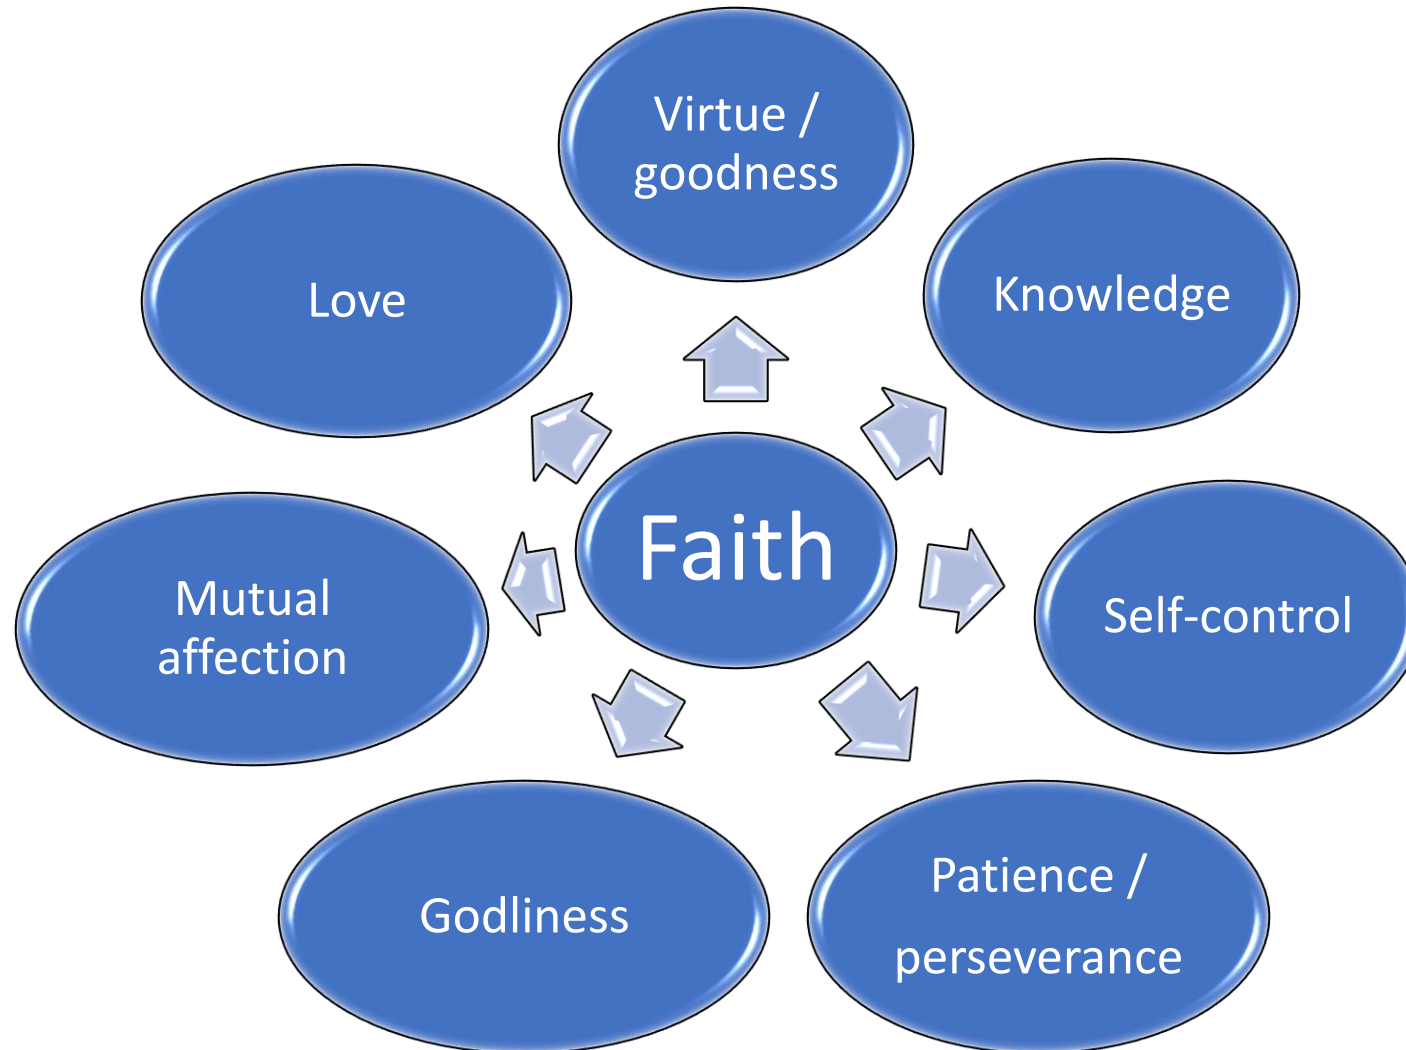 Virtue /
goodness
Knowledge
Self-control
Patience /
perseverance
Godliness
Mutual
affection
Love
Faith